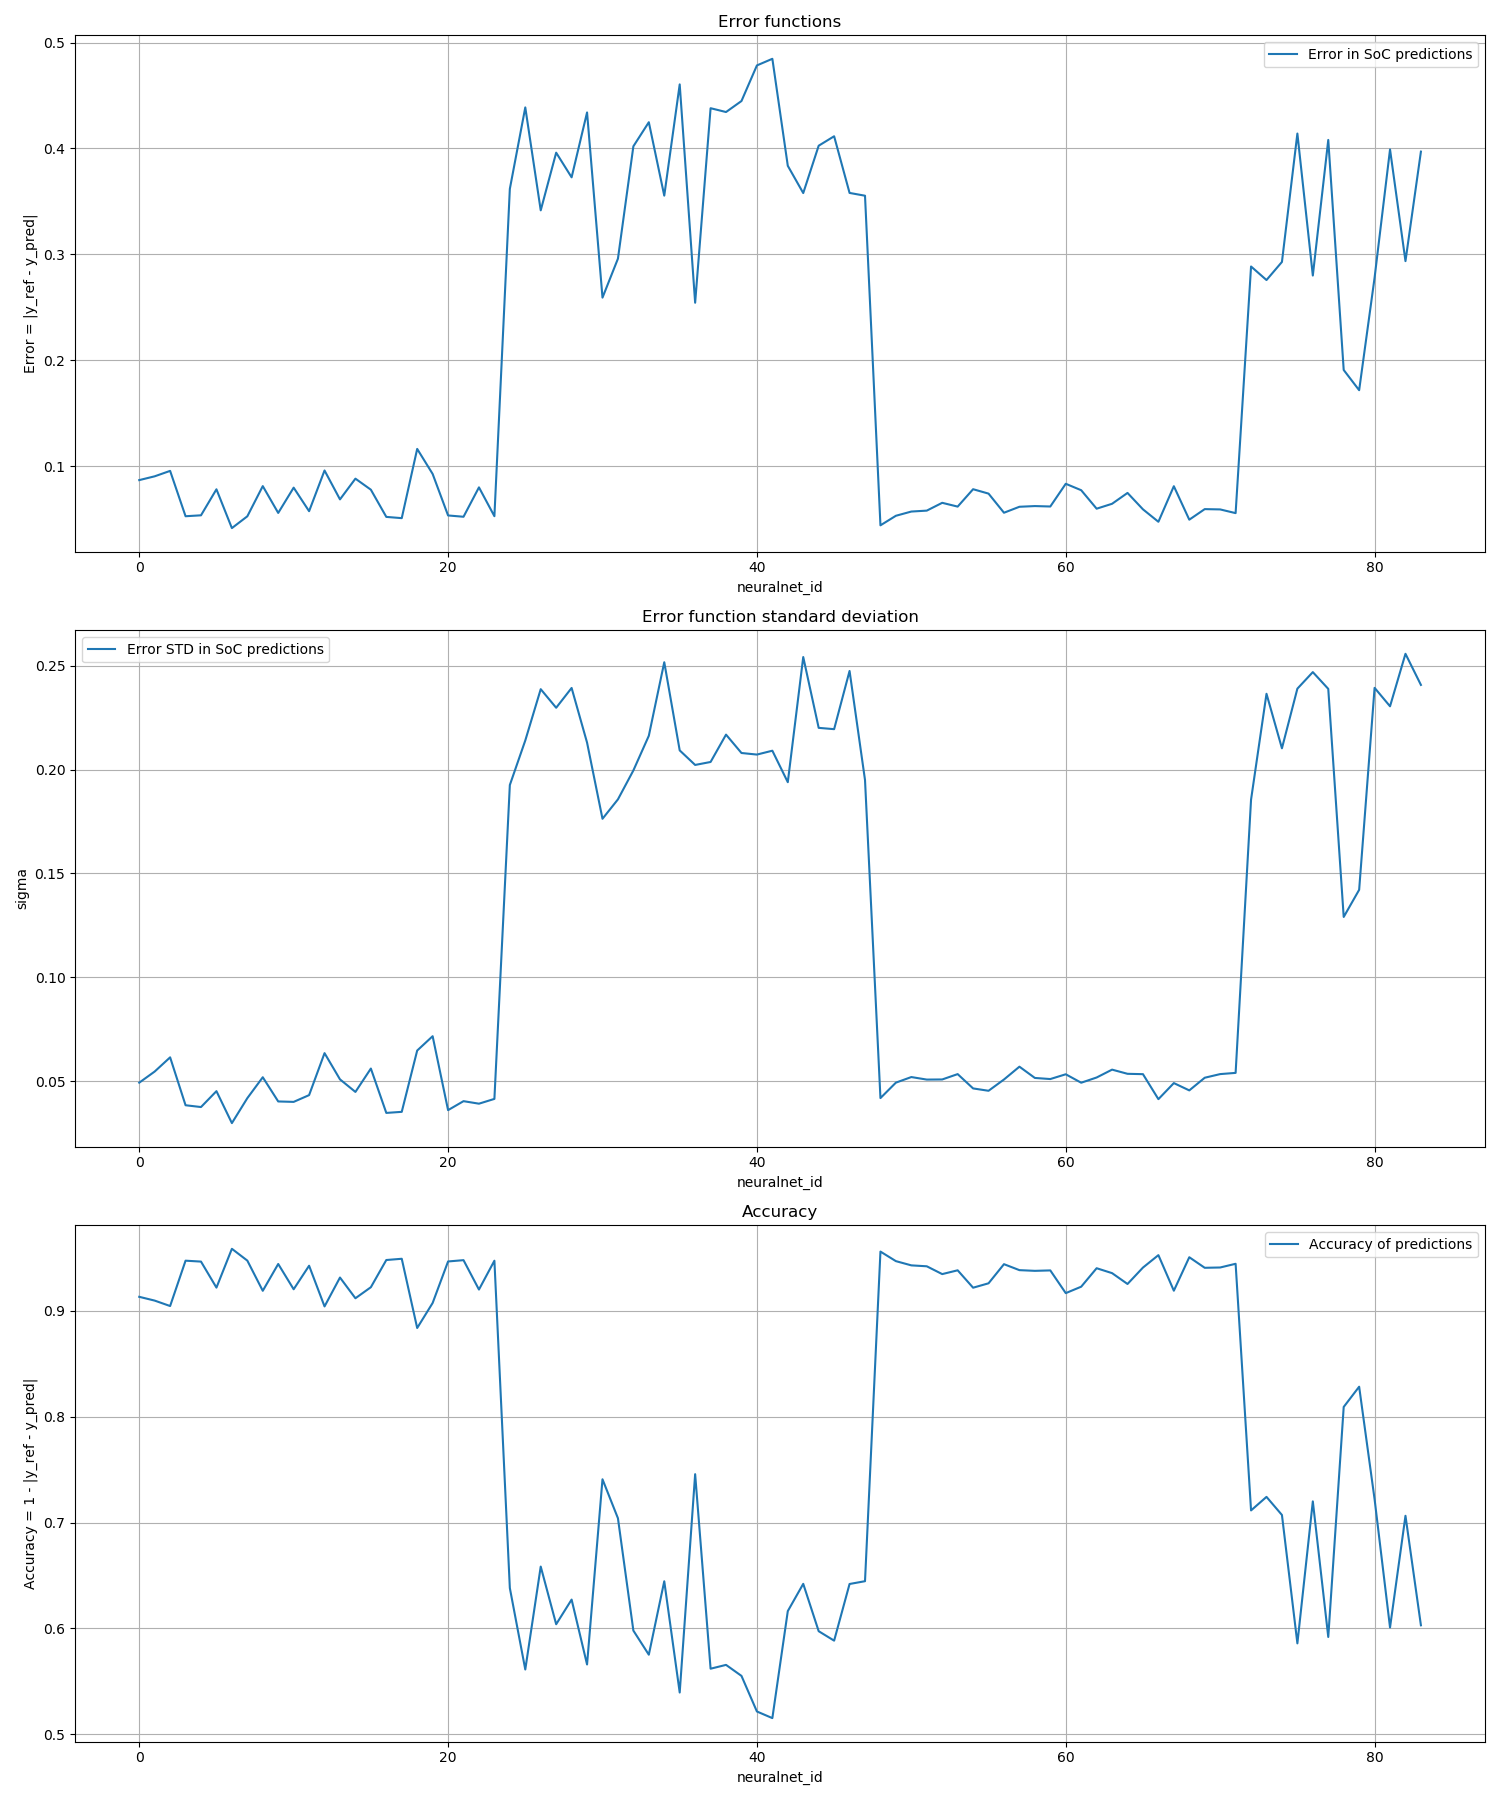 Error functions
Error in SoC predictions
0.5
0.4
0.3
0.2
0.1
Error = |y_ref - y_pred|
0 20 40 60 80
neuralnet_id
Error function standard deviation
Error STD in SoC predictions
0.25
0.20
0.15
0.10
0.05
sigma
0 20 40 60 80
neuralnet_id
Accuracy
Accuracy of predictions
0.9
0.8
0.7
0.6
0.5
Accuracy = 1 - |y_ref - y_pred|
0 20 40 60 80
neuralnet_id